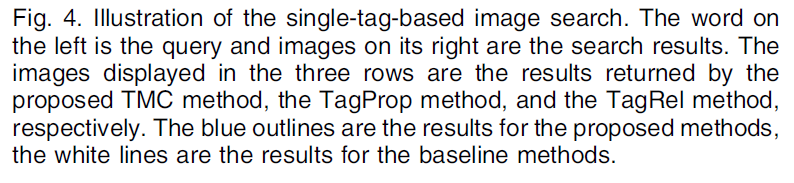 Fig. 4. Illustration of the single-tag-based image search. The word on
the left is the query and images on its right are the search results. The
images displayed in the three rows are the results returned by the
proposed TMC method, the TagProp method, and the TagRel method,
respectively. The blue outlines are the results for the proposed methods,
the white lines are the results for the baseline methods.